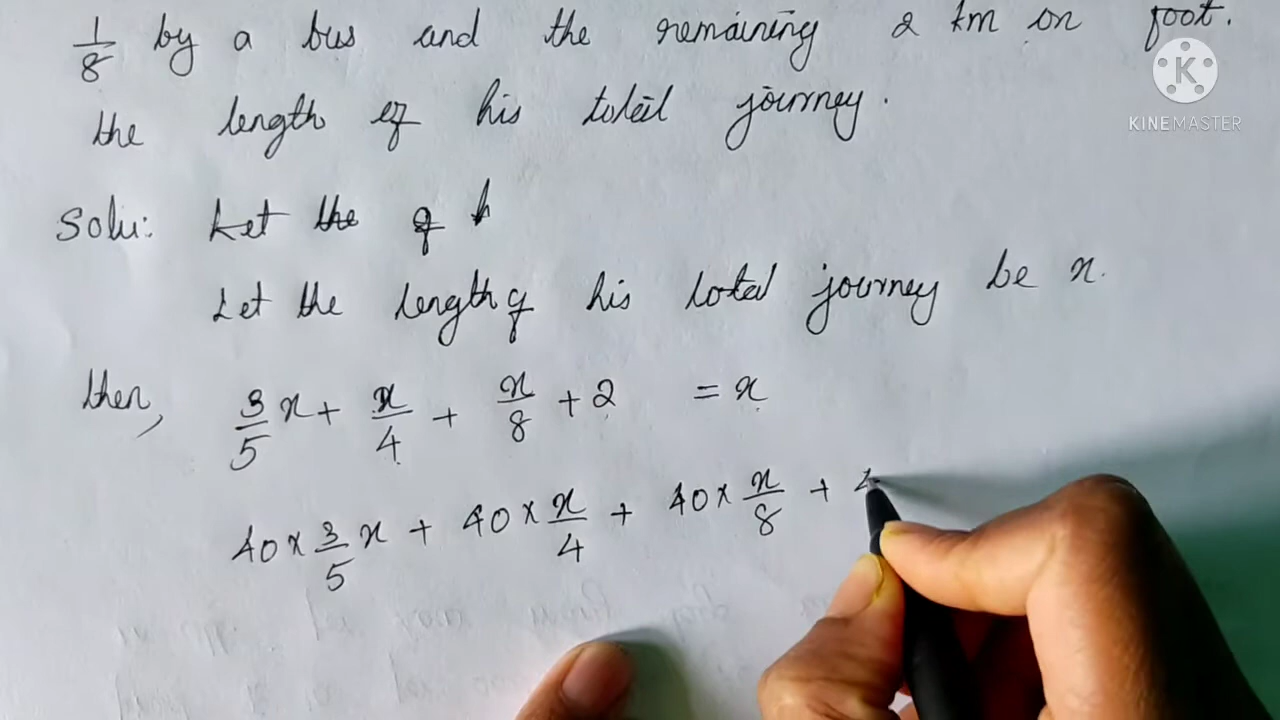 1/8 by a bus and the remaining 2 km on foot.
the length of his total journey.
KINEMASTER
Solu: Let the of h
Let the length of his total journey be x.
then, 3/5 x + x/4 + x/8 + 2 = x
40 × 3/5 x + 40 × x/4 + 40 × x/8 +